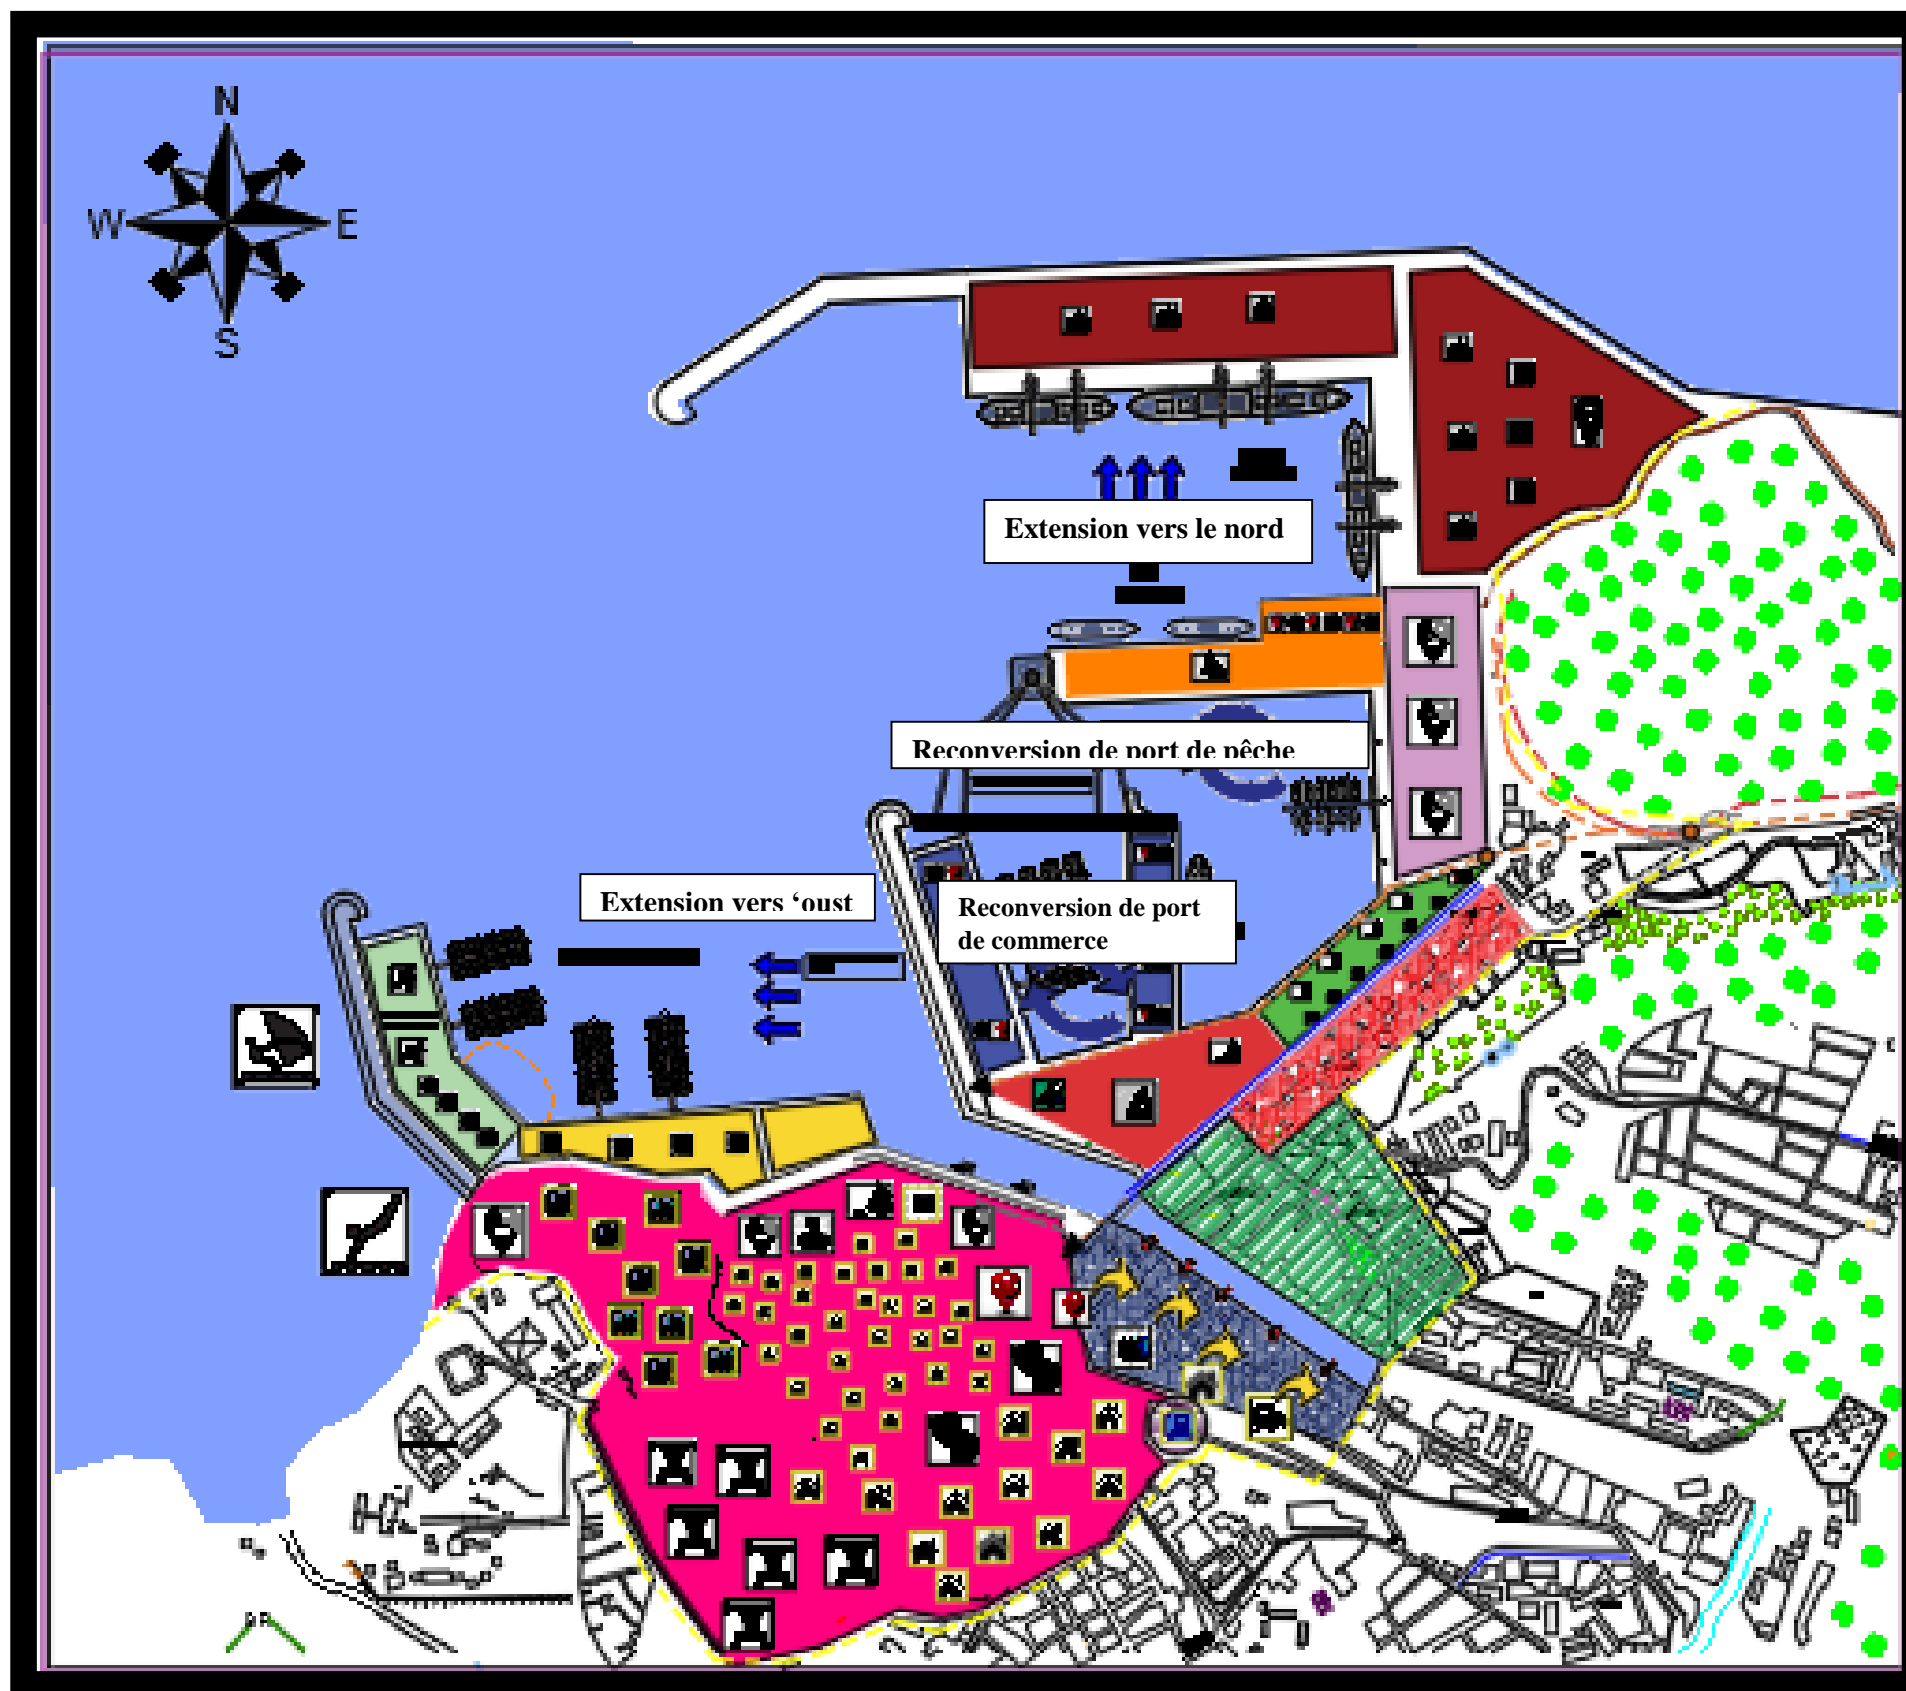 N
W E
S
Extension vers le nord
Reconversion de port de pêche
Extension vers ‘oust
Reconversion de port
de commerce